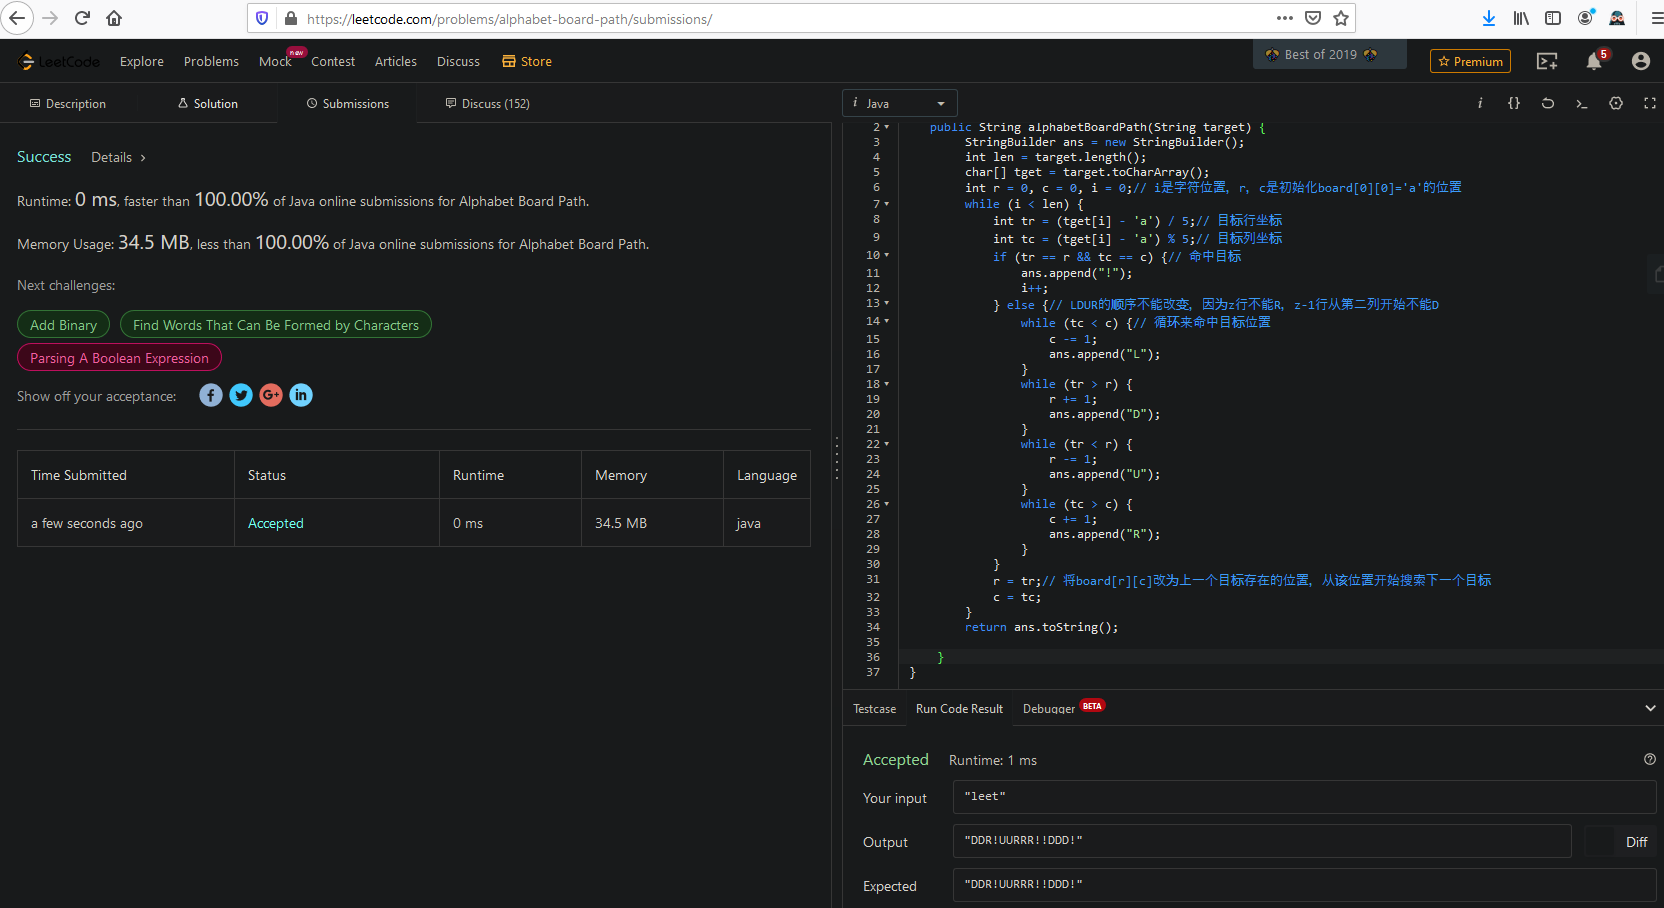 https://leetcode.com/problems/alphabet-board-path/submissions/
LeetCode
Explore
Problems
Mock
new
Contest
Articles
Discuss
Store
Best of 2019
Premium
5
Description
Solution
Submissions
Discuss (152)
Success
Details
Runtime: 0 ms, faster than 100.00% of Java online submissions for Alphabet Board Path.
Memory Usage: 34.5 MB, less than 100.00% of Java online submissions for Alphabet Board Path.
Next challenges:
Add Binary
Find Words That Can Be Formed by Characters
Parsing A Boolean Expression
Show off your acceptance:
Time Submitted Status Runtime Memory Language
a few seconds ago Accepted 0 ms 34.5 MB java
i Java
2 public String alphabetBoardPath(String target) {
3 StringBuilder ans = new StringBuilder();
4 int len = target.length();
5 char[] tget = target.toCharArray();
6 int r = 0, c = 0, i = 0;// i是字符位置，r，c是初始化board[0][0]='a'的位置
7 while (i < len) {
8 int tr = (tget[i] - 'a') / 5;// 目标行坐标
9 int tc = (tget[i] - 'a') % 5;// 目标列坐标
10 if (tr == r && tc == c) {// 命中目标
11 ans.append("!");
12 i++;
13 } else {// LDUR的顺序不能改变，因为z行不能R，z-1行从第二列开始不能D
14 while (tc < c) {// 循环来命中目标位置
15 c -= 1;
16 ans.append("L");
17 }
18 while (tr > r) {
19 r += 1;
20 ans.append("D");
21 }
22 while (tr < r) {
23 r -= 1;
24 ans.append("U");
25 }
26 while (tc > c) {
27 c += 1;
28 ans.append("R");
29 }
30 }
31 r = tr;// 将board[r][c]改为上一个目标存在的位置，从该位置开始搜索下一个目标
32 c = tc;
33 }
34 return ans.toString();
35
36 }
37 }
Testcase
Run Code Result
Debugger
BETA
Accepted
Runtime: 1 ms
Your input
"leet"
Output
"DDR!UURRR!!DDD!"
Diff
Expected
"DDR!UURRR!!DDD!"